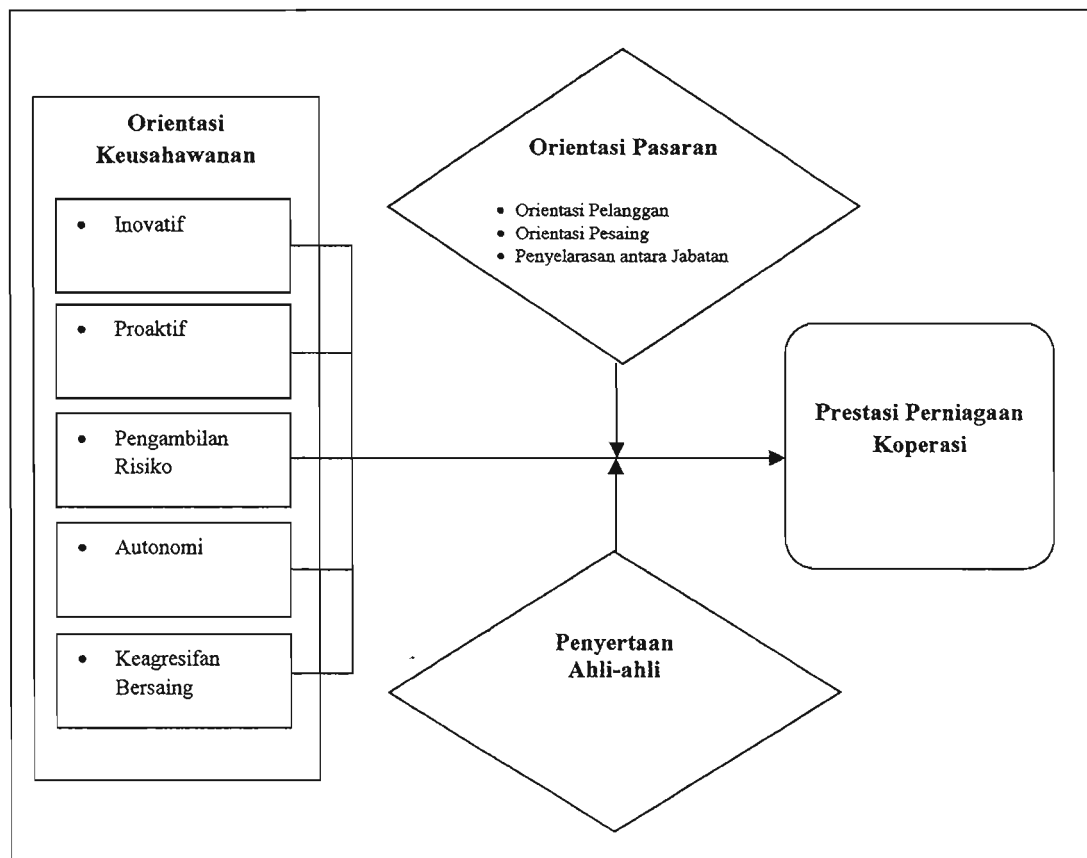 Orientasi
Keusahawanan
• Inovatif
• Proaktif
• Pengambilan
Risiko
• Autonomi
• Keagresifan
Bersaing
Orientasi Pasaran
• Orientasi Pelanggan
• Orientasi Pesaing
• Penyelarasan antara Jabatan
Prestasi Perniagaan
Koperasi
Penyertaan
Ahli-ahli